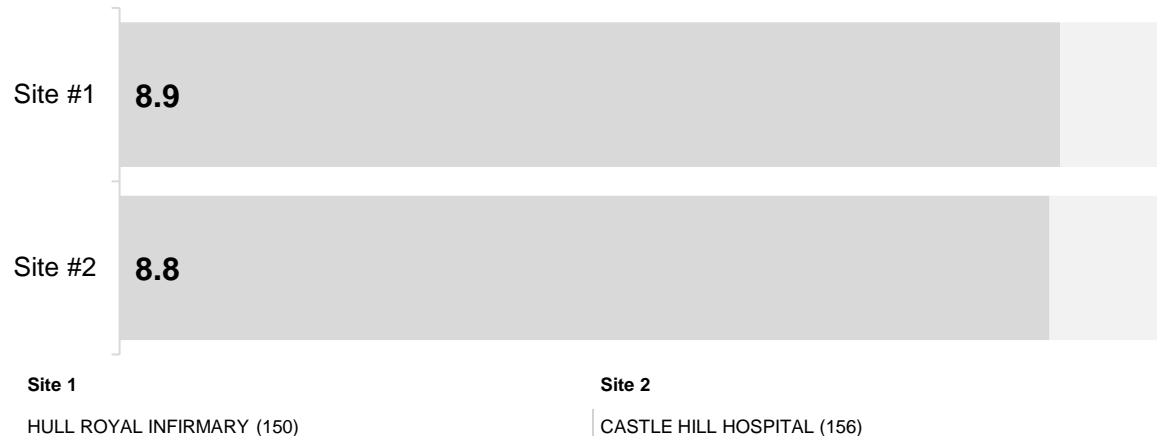 Site #1 8.9
Site #2 8.8
Site 1 Site 2
HULL ROYAL INFIRMARY (150) CASTLE HILL HOSPITAL (156)